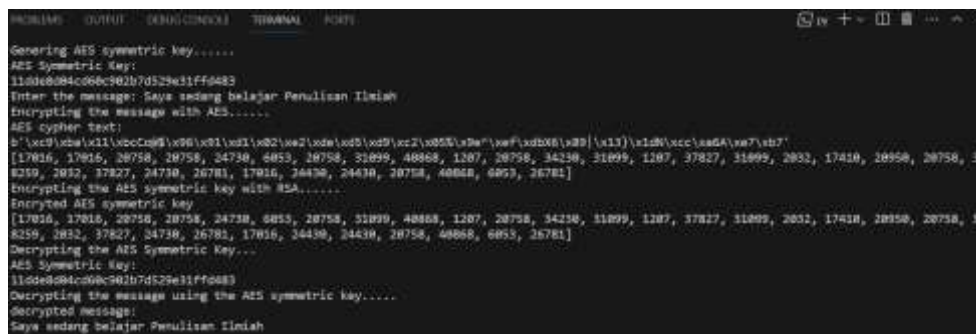 PROBLEMS OUTPUT DEBUG CONSOLE TERMINAL PORTS
Genering AES symmetric key......
AES Symmetric Key:
11dde8d04cd60c902b7d529e31ffd483
Enter the message: Saya sedang belajar Penulisan Ilmiah
Encrypting the message with AES......
AES cypher text:
[17016, 17016, 20758, 20758, 24730, 6053, 20758, 31099, 40868, 1207, 20758, 34230, 31099, 1207, 37827, 31099, 2032, 17410, 20950, 20758,
8259, 2032, 37827, 24730, 26781, 17016, 24430, 24430, 20758, 40868, 6053, 26781]
Encrypting the AES symmetric key with RSA......
Encryted AES symmetric key
[17016, 17016, 20758, 20758, 24730, 6053, 20758, 31099, 40868, 1207, 20758, 34230, 31099, 1207, 37827, 31099, 2032, 17410, 20950, 20758,
8259, 2032, 37827, 24730, 26781, 17016, 24430, 24430, 20758, 40868, 6053, 26781]
Decrypting the AES Symmetric Key...
AES Symmetric Key:
11dde8d04cd60c902b7d529e31ffd483
Decrypting the message using the AES symmetric key.....
decrypted message:
Saya sedang belajar Penulisan Ilmiah